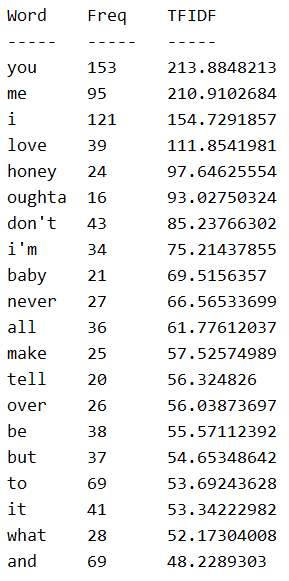 Word Freq TFIDF
----- ----- -----
you 153 213.8848213
me 95 210.9102684
i 121 154.7291857
love 39 111.8541981
honey 24 97.64625554
oughta 16 93.02750324
don't 43 85.23766302
i'm 34 75.21437855
baby 21 69.5156357
never 27 66.56533699
all 36 61.77612037
make 25 57.52574989
tell 20 56.324826
over 26 56.03873697
be 38 55.57112392
but 37 54.65348642
to 69 53.69243628
it 41 53.34222982
what 28 52.17304008
and 69 48.2289303